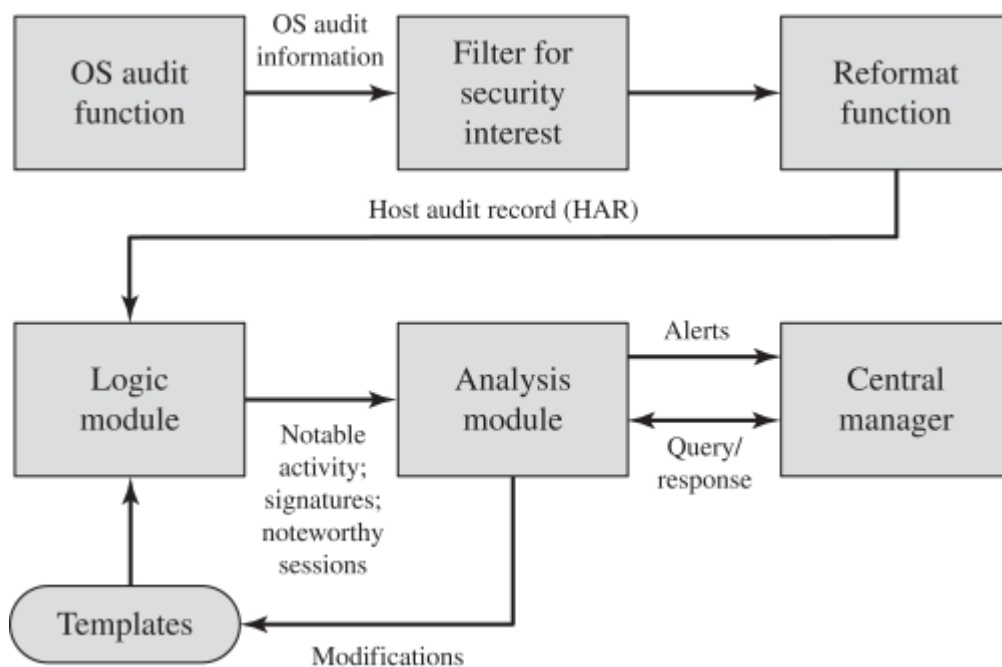 OS audit
function
OS audit
information
Filter for
security
interest
Reformat
function
Host audit record (HAR)
Logic
module
Notable
activity;
signatures;
noteworthy
sessions
Analysis
module
Alerts
Query/
response
Central
manager
Templates
Modifications